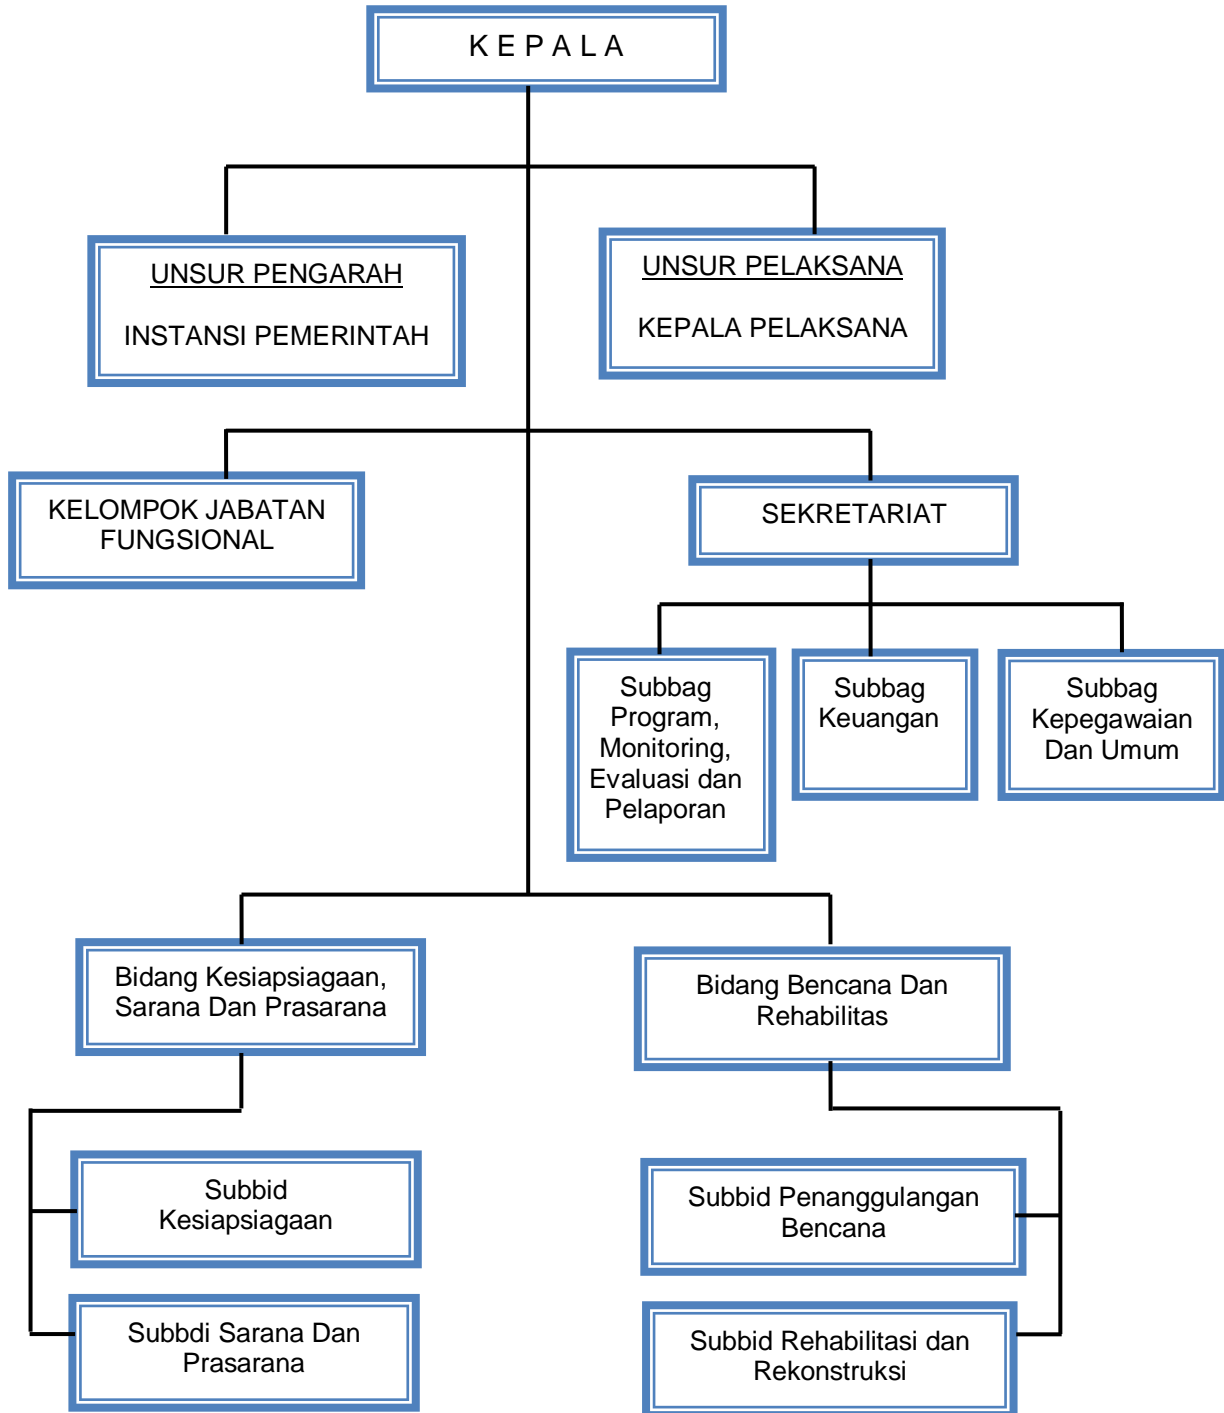 K E P A L A
UNSUR PENGARAH
INSTANSI PEMERINTAH
UNSUR PELAKSANA
KEPALA PELAKSANA
KELOMPOK JABATAN
FUNGSIONAL
SEKRETARIAT
Subbag
Program,
Monitoring,
Evaluasi dan
Pelaporan
Subbag
Keuangan
Subbag
Kepegawaian
Dan Umum
Bidang Kesiapsiagaan,
Sarana Dan Prasarana
Bidang Bencana Dan
Rehabilitas
Subbid
Kesiapsiagaan
Subbdi Sarana Dan
Prasarana
Subbid Penanggulangan
Bencana
Subbid Rehabilitasi dan
Rekonstruksi